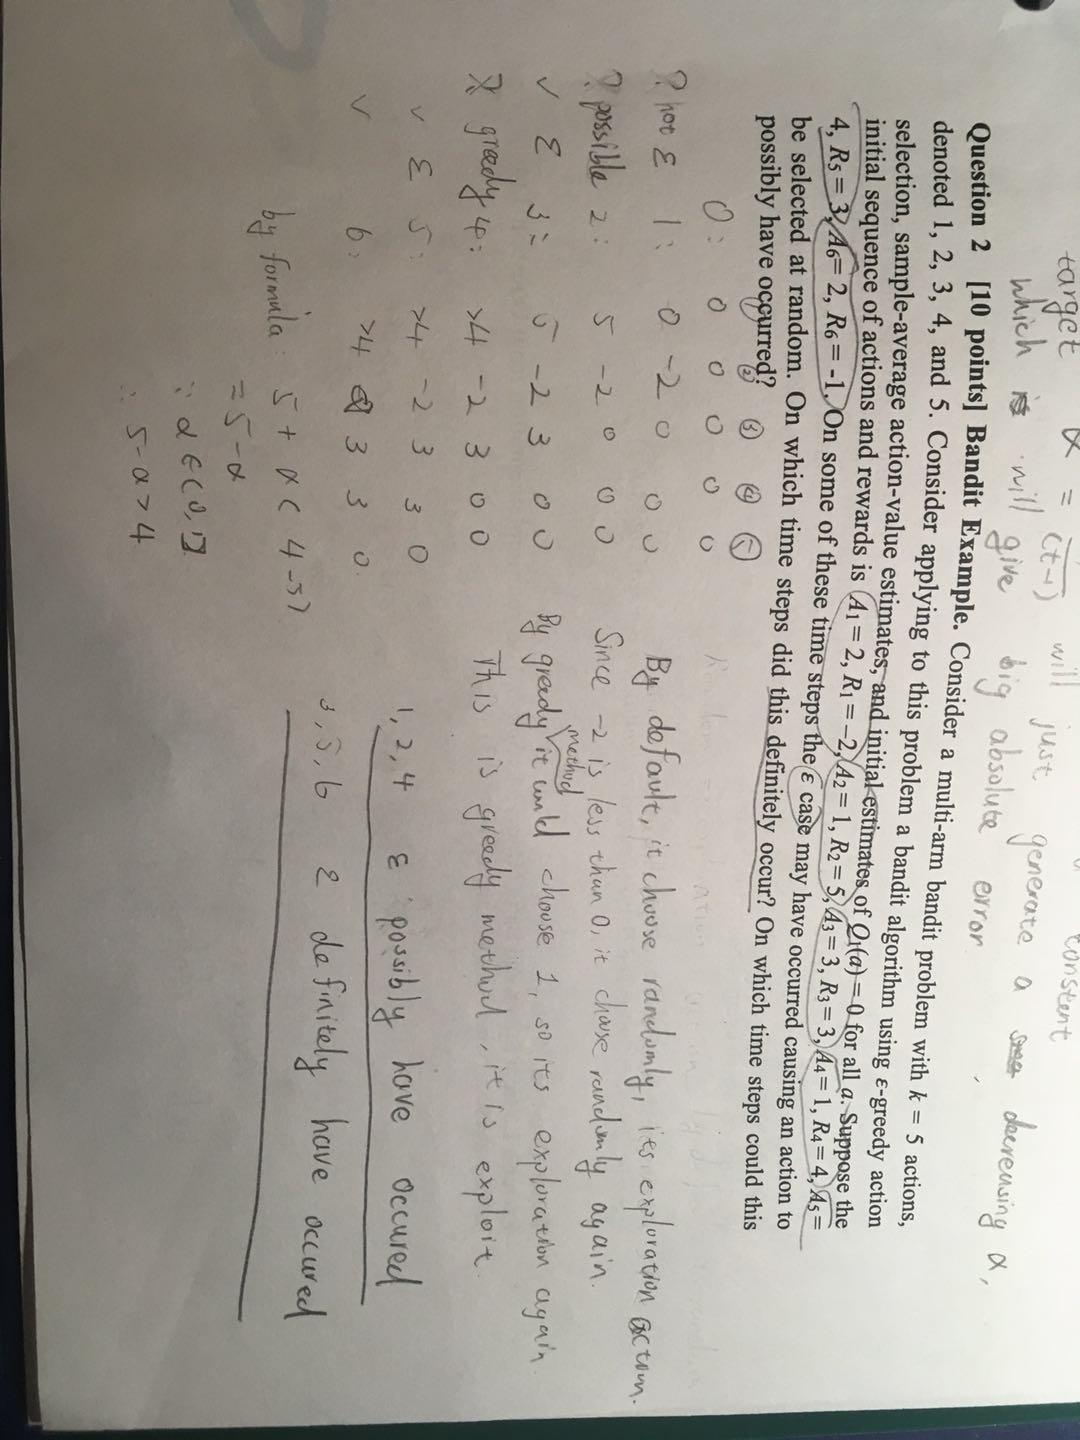 target α = (t-1) will just constent
which is will give big absolute error. generate a decreasing α,
Question 2 [10 points] Bandit Example. Consider a multi-arm bandit problem with k = 5 actions,
denoted 1, 2, 3, 4, and 5. Consider applying to this problem a bandit algorithm using ε-greedy action
selection, sample-average action-value estimates, and initial estimates of Q1(a) = 0 for all a. Suppose the
initial sequence of actions and rewards is A1 = 2, R1 = -2, A2 = 1, R2 = 5, A3 = 3, R3 = 3, A4 = 1, R4 = 4, A5 =
4, R5 = 3, A6 = 2, R6 = -1. On some of these time steps the ε case may have occurred causing an action to
be selected at random. On which time steps did this definitely occur? On which time steps could this
possibly have occurred?
② ③ ④ ⑤
0: 0 0 0 0 0
? not ε 1: 0 -2 0 0 0 By default, it choose randomly, its exploration actom.
? possible 2: 5 -2 0 0 0 Since -2 is less than 0, it chose randomly again.
√ ε 3: 5 -2 3 0 0 By greedy method it could choose 1, so its exploration again
greedy 4: >4 -2 3 0 0 This is greedy method, it is exploit.
√ ε 5: >4 -2 3 3 0
√ 6: >4 3 3 0.
1, 2, 4 ε possibly have occured
by formula: 5 + α (4-5)
3, 5, 6 ε definitely have occured
= 5-α
∵ α ∈ (0, 1]
∴ 5-α > 4